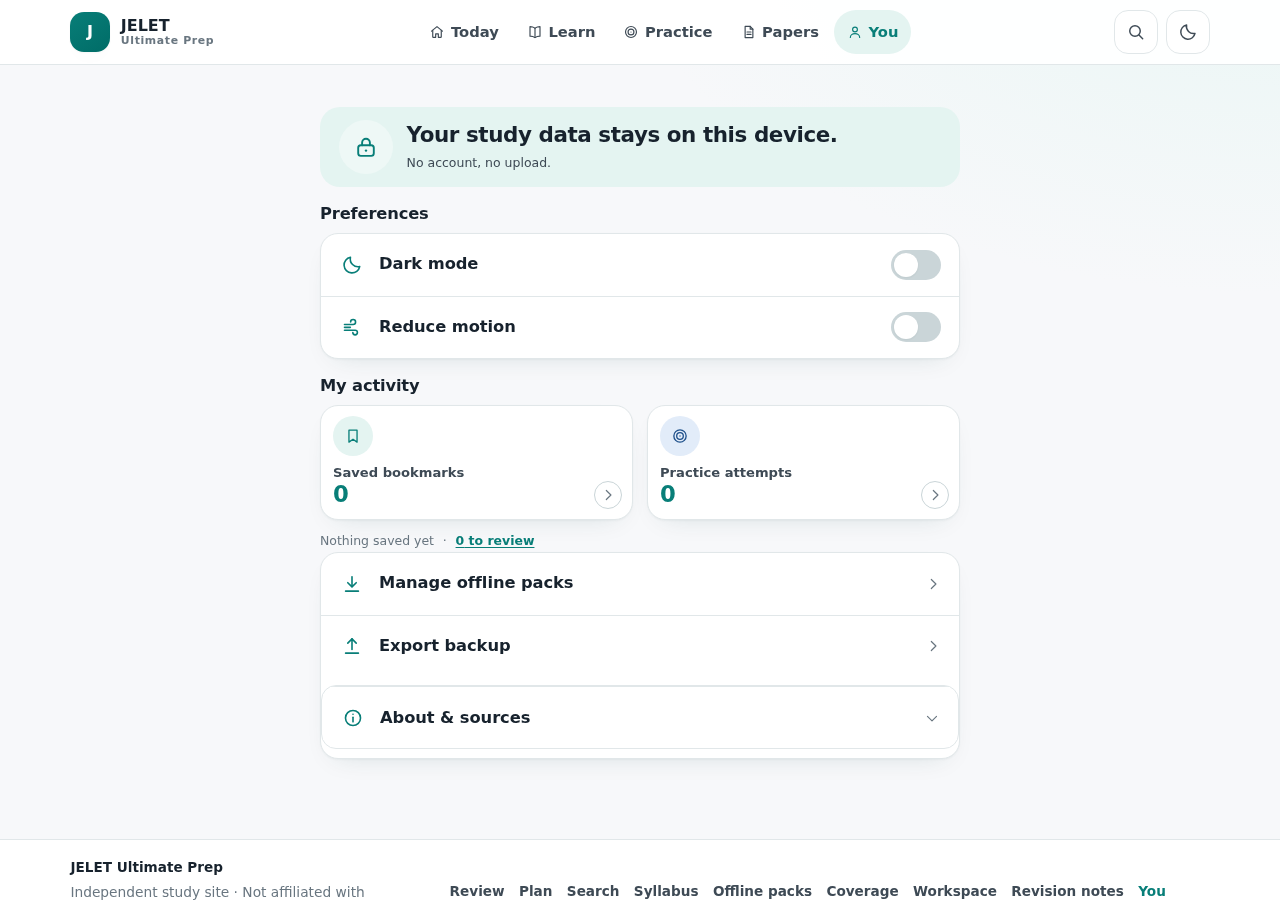 J
JELET
Ultimate Prep
Today
Learn
Practice
Papers
You
Your study data stays on this device.
No account, no upload.
Preferences
Dark mode
Reduce motion
My activity
Saved bookmarks
0
Practice attempts
0
Nothing saved yet · 0 to review
Manage offline packs
Export backup
About & sources
JELET Ultimate Prep
Independent study site · Not affiliated with
Review Plan Search Syllabus Offline packs Coverage Workspace Revision notes You